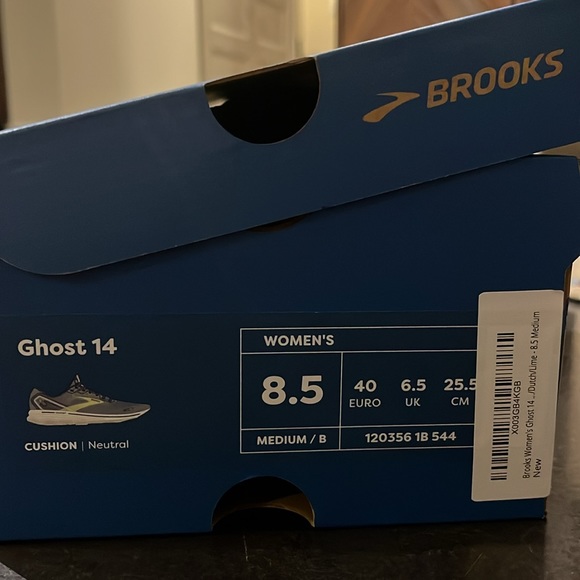 BROOKS
Ghost 14
CUSHION | Neutral
WOMEN'S
8.5
40
EURO
6.5
UK
25.5
CM
MEDIUM / B
120356 1B 544
X003GB4KGB
Brooks Women's Ghost 14 .../Dutch/Lime - 8.5 Medium
New